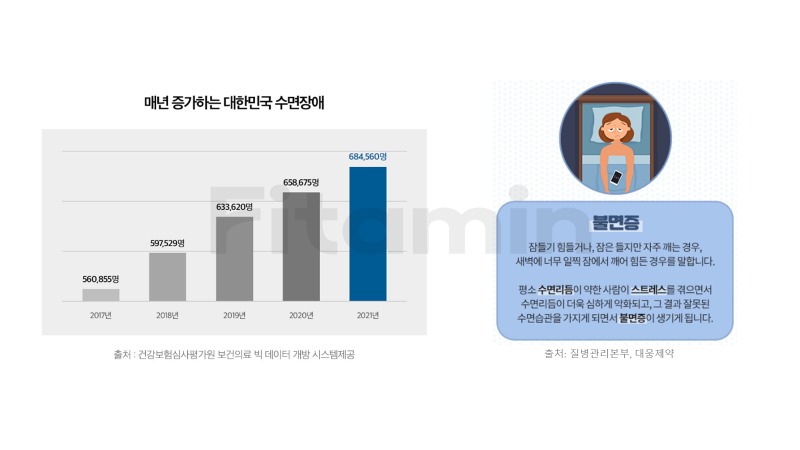 매년 증가하는 대한민국 수면장애
684,560명
658,675명
633,620명
597,529명
560,855명
2017년
2018년
2019년
2020년
2021년
출처 : 건강보험심사평가원 보건의료 빅 데이터 개방 시스템제공
Fitamin
불면증
잠들기 힘들거나, 잠은 들지만 자주 깨는 경우,
새벽에 너무 일찍 잠에서 깨어 힘든 경우를 말합니다.
평소 수면리듬이 약한 사람이 스트레스를 겪으면서
수면리듬이 더욱 심하게 악화되고, 그 결과 잘못된
수면습관을 가지게 되면서 불면증이 생기게 됩니다.
출처: 질병관리본부, 대웅제약